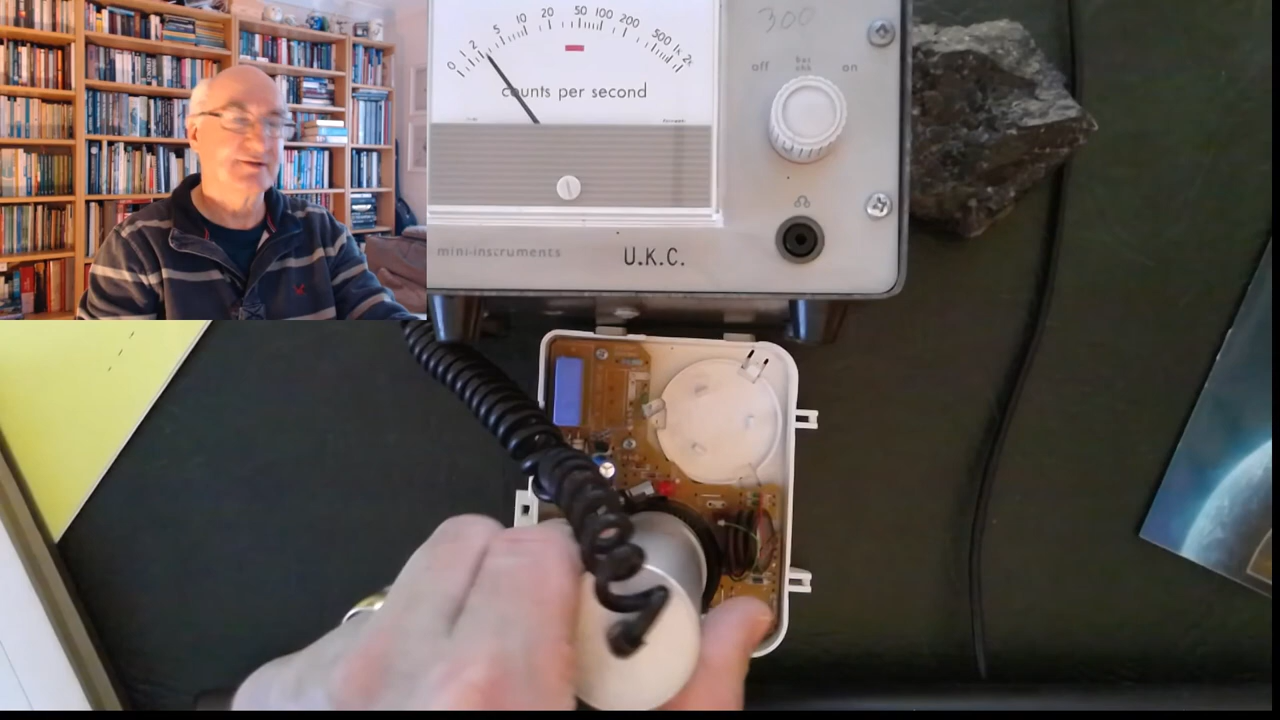 300
0 1 2 5 10 20 50 100 200 500 1k 2k
off bat chk on
counts per second
mini-instruments
U.K.C.